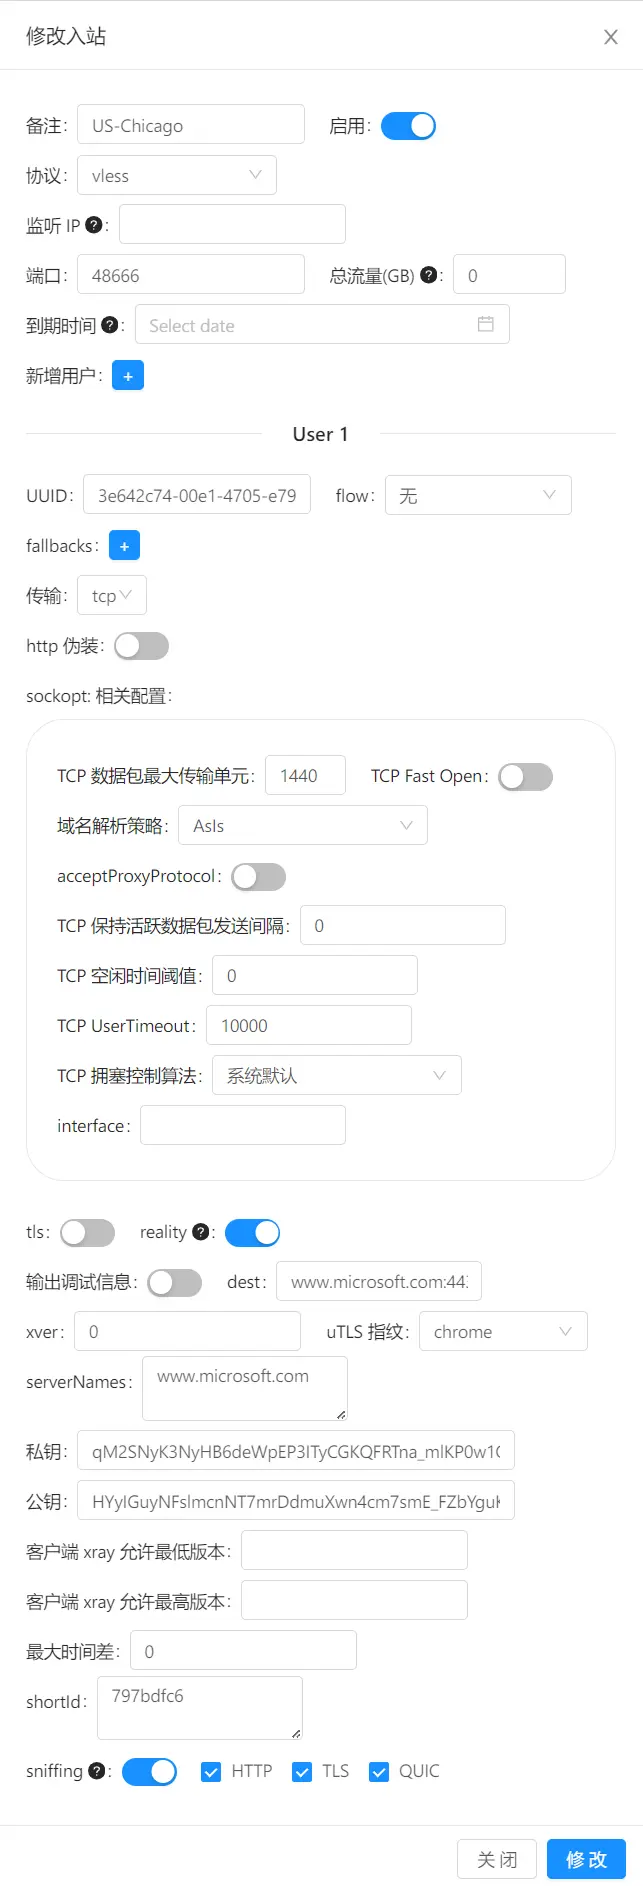 修改入站
备注: US-Chicago 启用:
协议: vless
监听 IP ?:
端口: 48666 总流量(GB) ?: 0
到期时间 ?: Select date
新增用户: +
User 1
UUID: 3e642c74-00e1-4705-e79 flow: 无
fallbacks: +
传输: tcp
http 伪装:
sockopt: 相关配置:
TCP 数据包最大传输单元: 1440 TCP Fast Open:
域名解析策略: AsIs
acceptProxyProtocol:
TCP 保持活跃数据包发送间隔: 0
TCP 空闲时间阈值: 0
TCP UserTimeout: 10000
TCP 拥塞控制算法: 系统默认
interface:
tls: reality ?:
输出调试信息: dest: www.microsoft.com:443
xver: 0 uTLS 指纹: chrome
serverNames: www.microsoft.com
私钥:
公钥:
客户端 xray 允许最低版本:
客户端 xray 允许最高版本:
最大时间差: 0
shortId: 797bdfc6
sniffing ?: HTTP TLS QUIC
关 闭 修 改